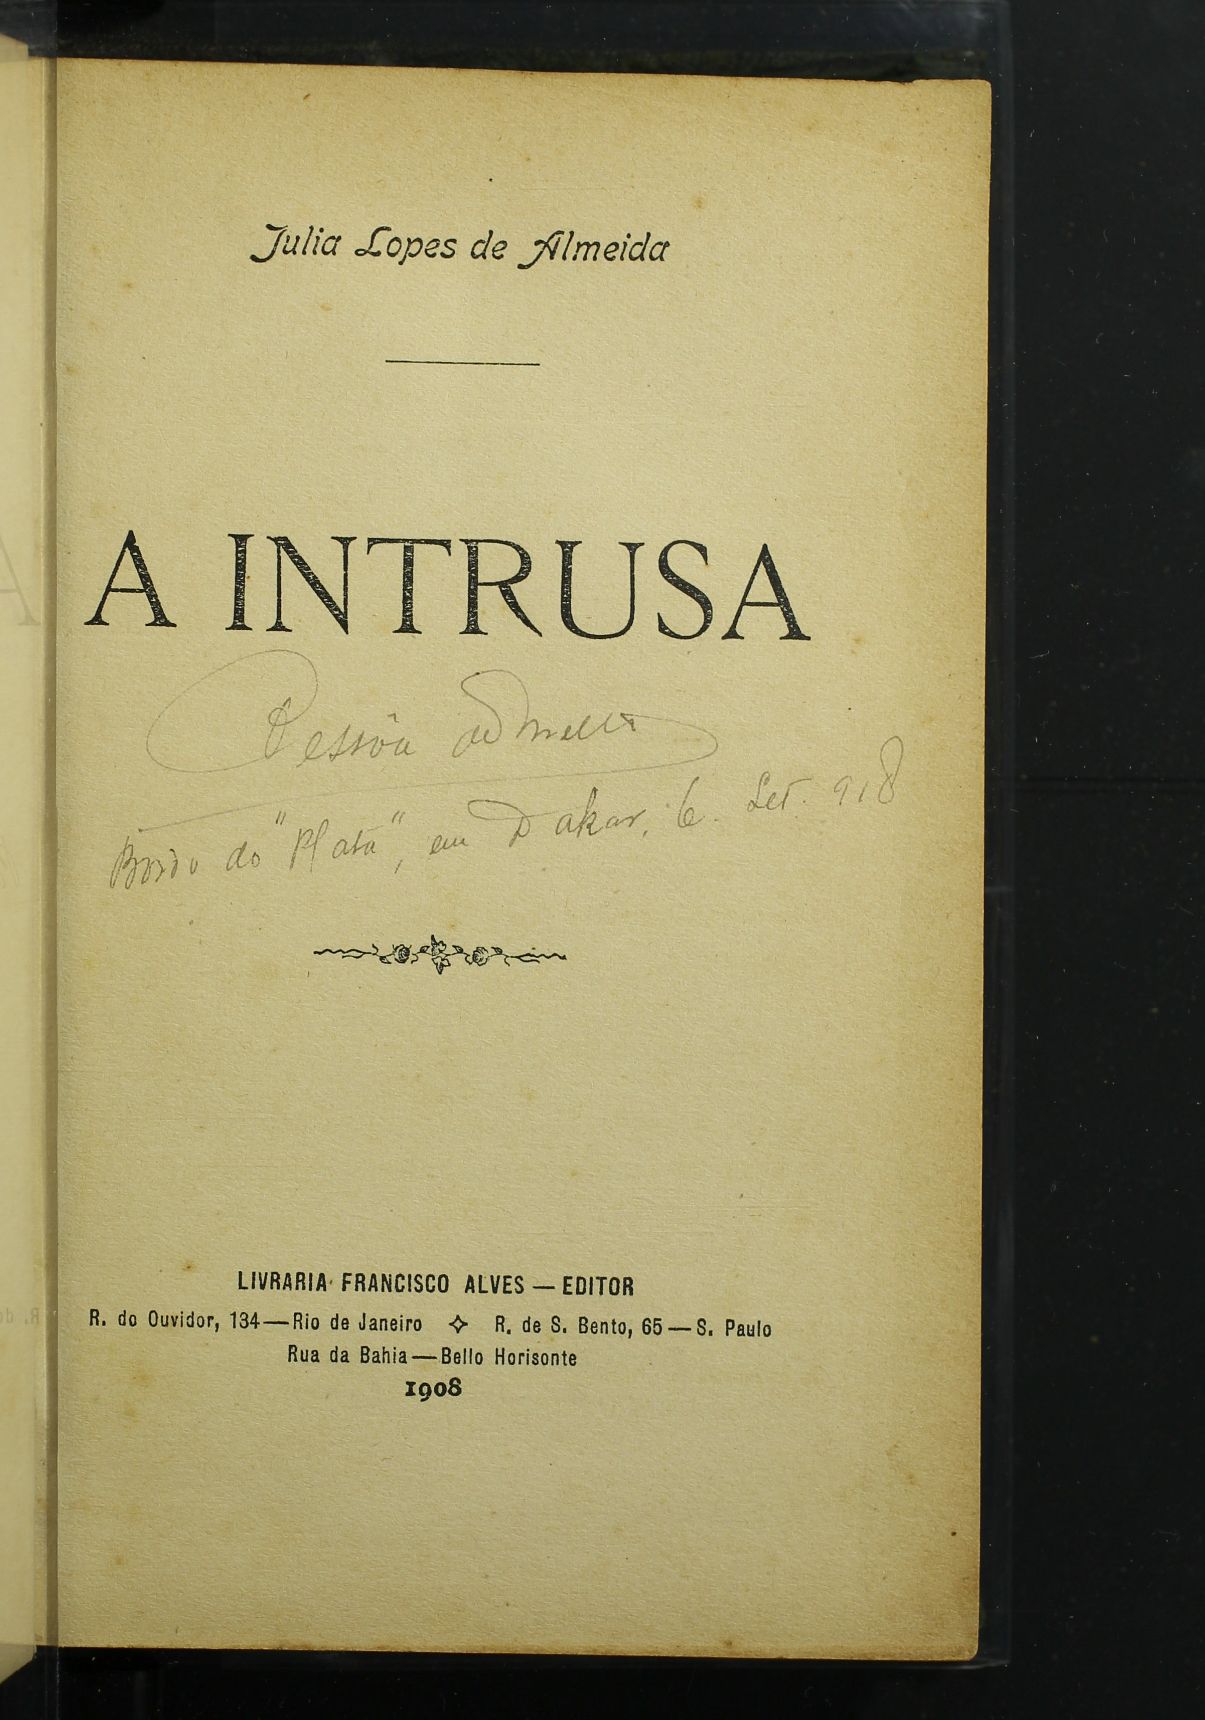 Julia Lopes de Almeida
A INTRUSA
Pessôa de Mello
Bordo do "Plata", em Dakar, 6. Set. 918
LIVRARIA FRANCISCO ALVES — EDITOR
R. do Ouvidor, 134—Rio de Janeiro ✧ R. de S. Bento, 65—S. Paulo
Rua da Bahia—Bello Horisonte
1908